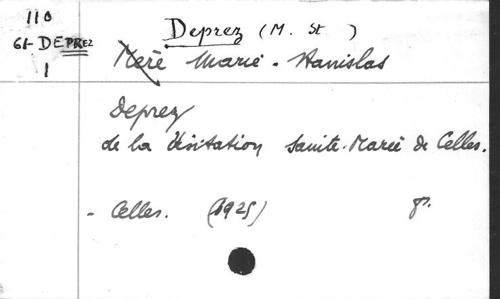 110
61-DEPREZ
1
Deprez (M. St )
Mère Marie-Stanislas
Deprez
de la Visitation Sainte-Marie de Celles.
- Celles. (1925) 8°.